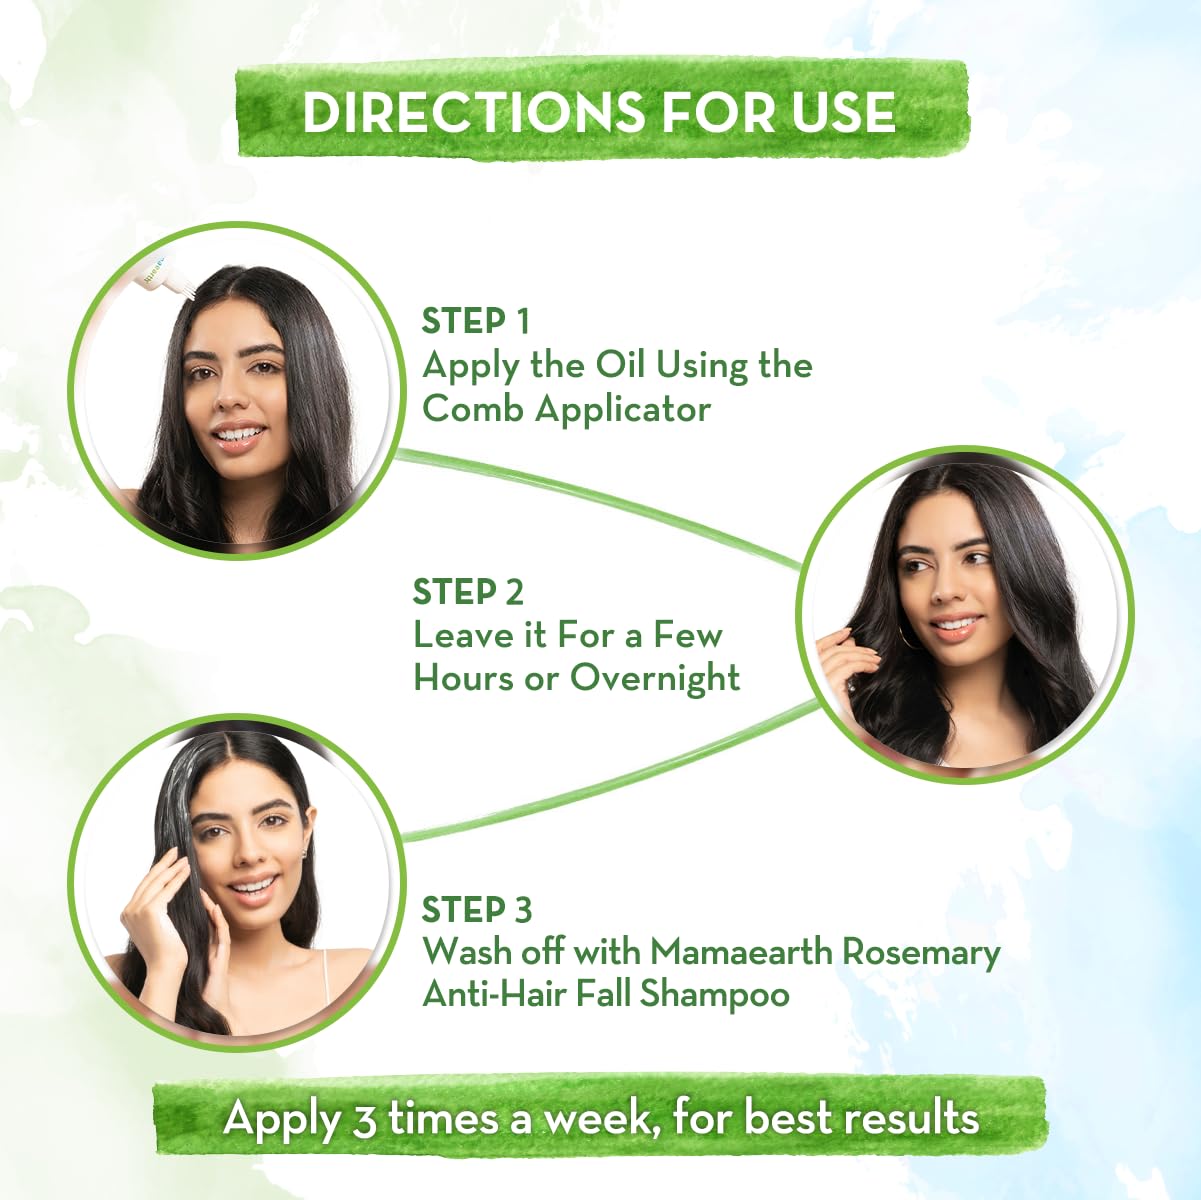 DIRECTIONS FOR USE
STEP 1
Apply the Oil Using the
Comb Applicator
STEP 2
Leave it For a Few
Hours or Overnight
STEP 3
Wash off with Mamaearth Rosemary
Anti-Hair Fall Shampoo
Apply 3 times a week, for best results